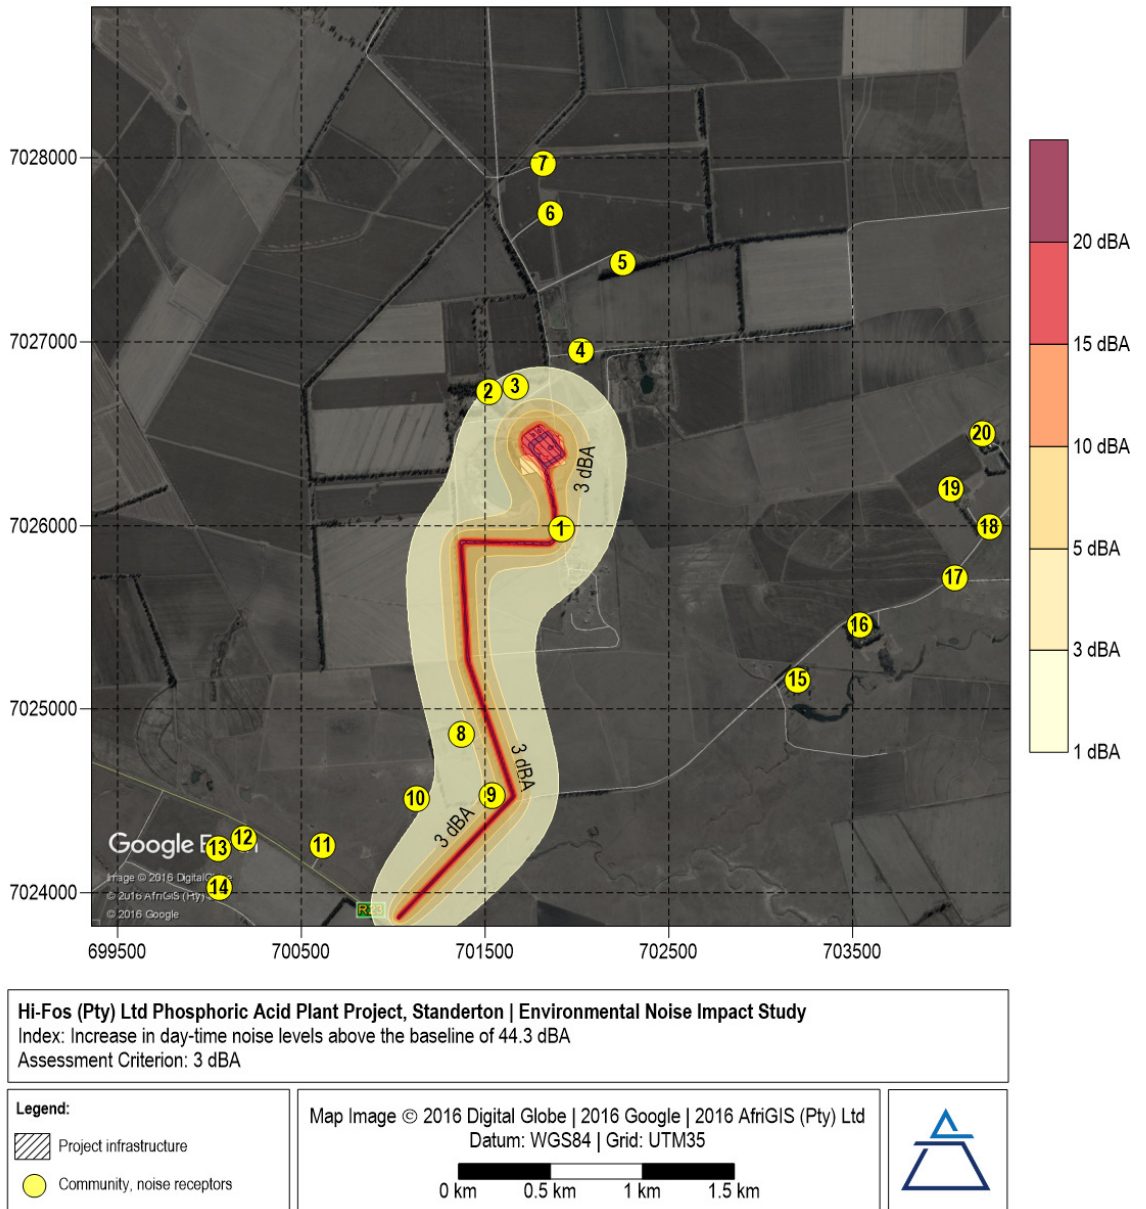 7028000
7027000
7026000
7025000
7024000
699500
700500
701500
702500
703500
7
6
5
4
3
2
3 dBA
1
20
19
18
17
16
15
8
3 dBA
9
10
3 dBA
11
12
13
14
Google
Image © 2016 Digital
© 2016 AfriGIS (Pty)
© 2016 Google
20 dBA
15 dBA
10 dBA
5 dBA
3 dBA
1 dBA
Hi-Fos (Pty) Ltd Phosphoric Acid Plant Project, Standerton | Environmental Noise Impact Study
Index: Increase in day-time noise levels above the baseline of 44.3 dBA
Assessment Criterion: 3 dBA
Legend:
Project infrastructure
Community, noise receptors
Map Image © 2016 Digital Globe | 2016 Google | 2016 AfriGIS (Pty) Ltd
Datum: WGS84 | Grid: UTM35
0 km 0.5 km 1 km 1.5 km